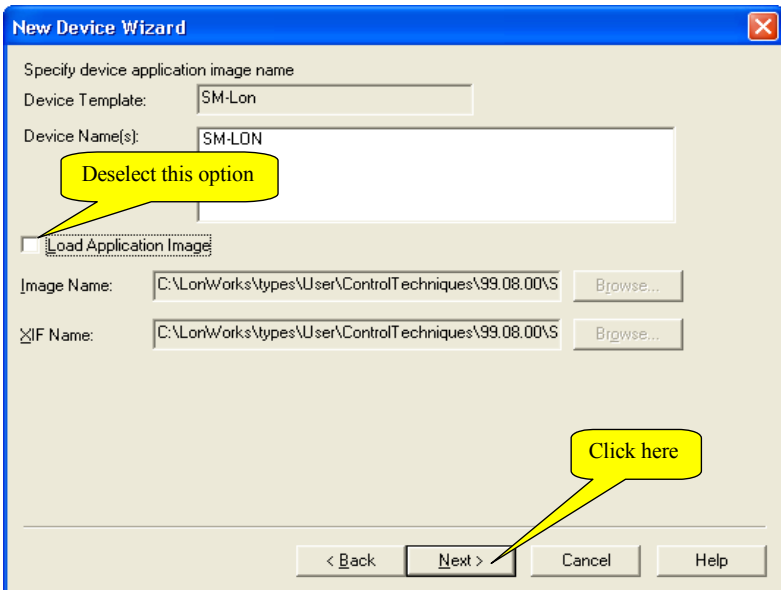 New Device Wizard
Specify device application image name
Device Template: SM-Lon
Device Name(s): SM-LON
Deselect this option
Load Application Image
Image Name: C:\LonWorks\types\User\ControlTechniques\99.08.00\S Browse...
XIF Name: C:\LonWorks\types\User\ControlTechniques\99.08.00\S Browse...
Click here
< Back Next > Cancel Help